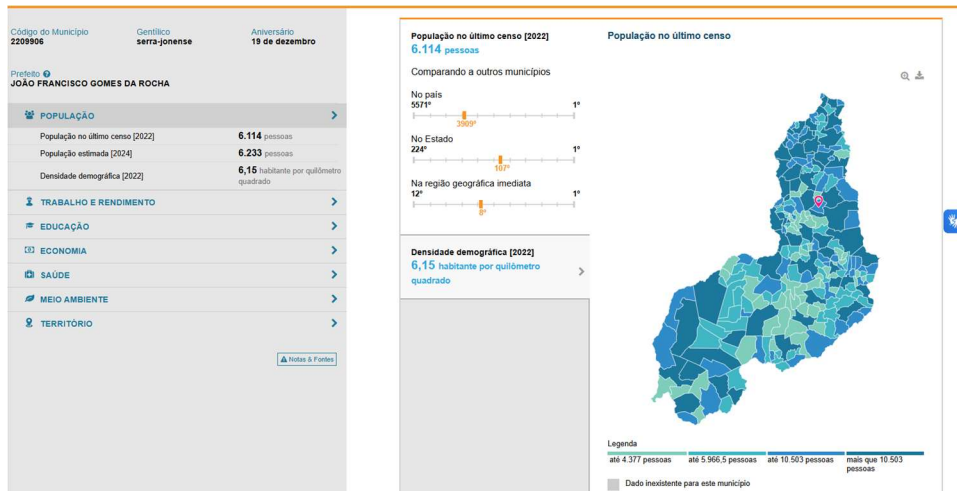 Código do Município
2209906
Gentílico
serra-jonense
Aniversário
19 de dezembro
Prefeito
JOÃO FRANCISCO GOMES DA ROCHA
POPULAÇÃO
População no último censo [2022] 6.114 pessoas
População estimada [2024] 6.233 pessoas
Densidade demográfica [2022] 6,15 habitante por quilômetro
quadrado
TRABALHO E RENDIMENTO
EDUCAÇÃO
ECONOMIA
SAÚDE
MEIO AMBIENTE
TERRITÓRIO
Notas & Fontes
População no último censo [2022]
6.114 pessoas
Comparando a outros municípios
No país
5571º 1º
3909º
No Estado
224º 1º
107º
Na região geográfica imediata
12º 1º
8º
Densidade demográfica [2022]
6,15 habitante por quilômetro
quadrado
População no último censo
Legenda
até 4.377 pessoas até 5.966,5 pessoas até 10.503 pessoas mais que 10.503
pessoas
Dado inexistente para este município